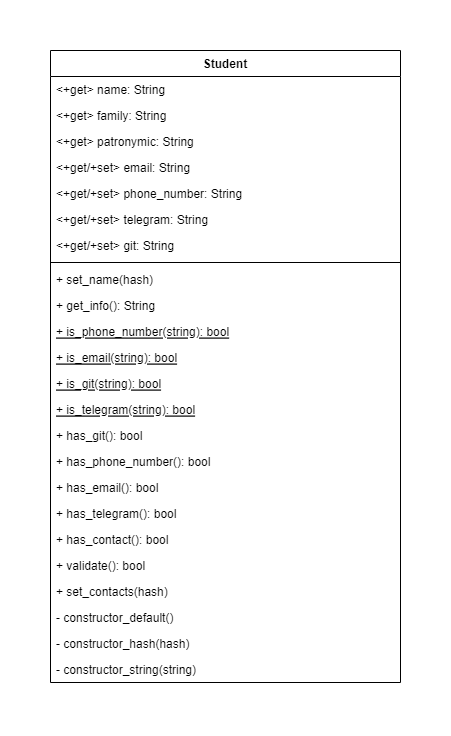 Student
<+get> name: String
<+get> family: String
<+get> patronymic: String
<+get/+set> email: String
<+get/+set> phone_number: String
<+get/+set> telegram: String
<+get/+set> git: String
+ set_name(hash)
+ get_info(): String
+ is_phone_number(string): bool
+ is_email(string): bool
+ is_git(string): bool
+ is_telegram(string): bool
+ has_git(): bool
+ has_phone_number(): bool
+ has_email(): bool
+ has_telegram(): bool
+ has_contact(): bool
+ validate(): bool
+ set_contacts(hash)
- constructor_default()
- constructor_hash(hash)
- constructor_string(string)